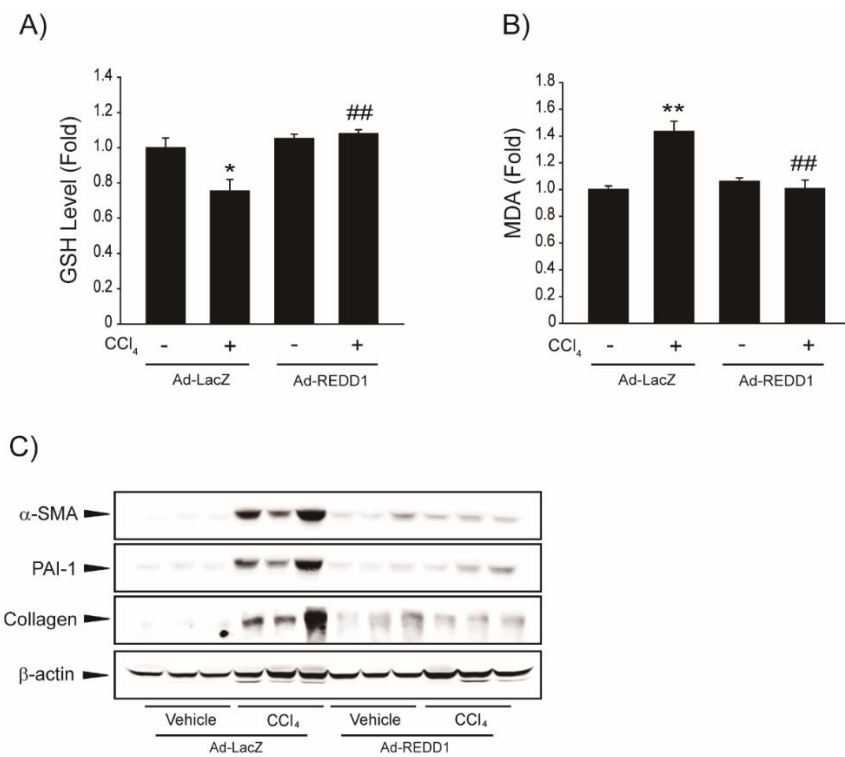 A)
GSH Level (Fold)
1.4
1.2
1.0
0.8
0.6
0.4
0.2
0
*
##
CCl₄ - + - +
Ad-LacZ Ad-REDD1
B)
MDA (Fold)
1.8
1.6
1.4
1.2
1.0
0.8
0.6
0.4
0.2
0
**
##
CCl₄ - + - +
Ad-LacZ Ad-REDD1
C)
α-SMA
PAI-1
Collagen
β-actin
Vehicle CCl₄ Vehicle CCl₄
Ad-LacZ Ad-REDD1